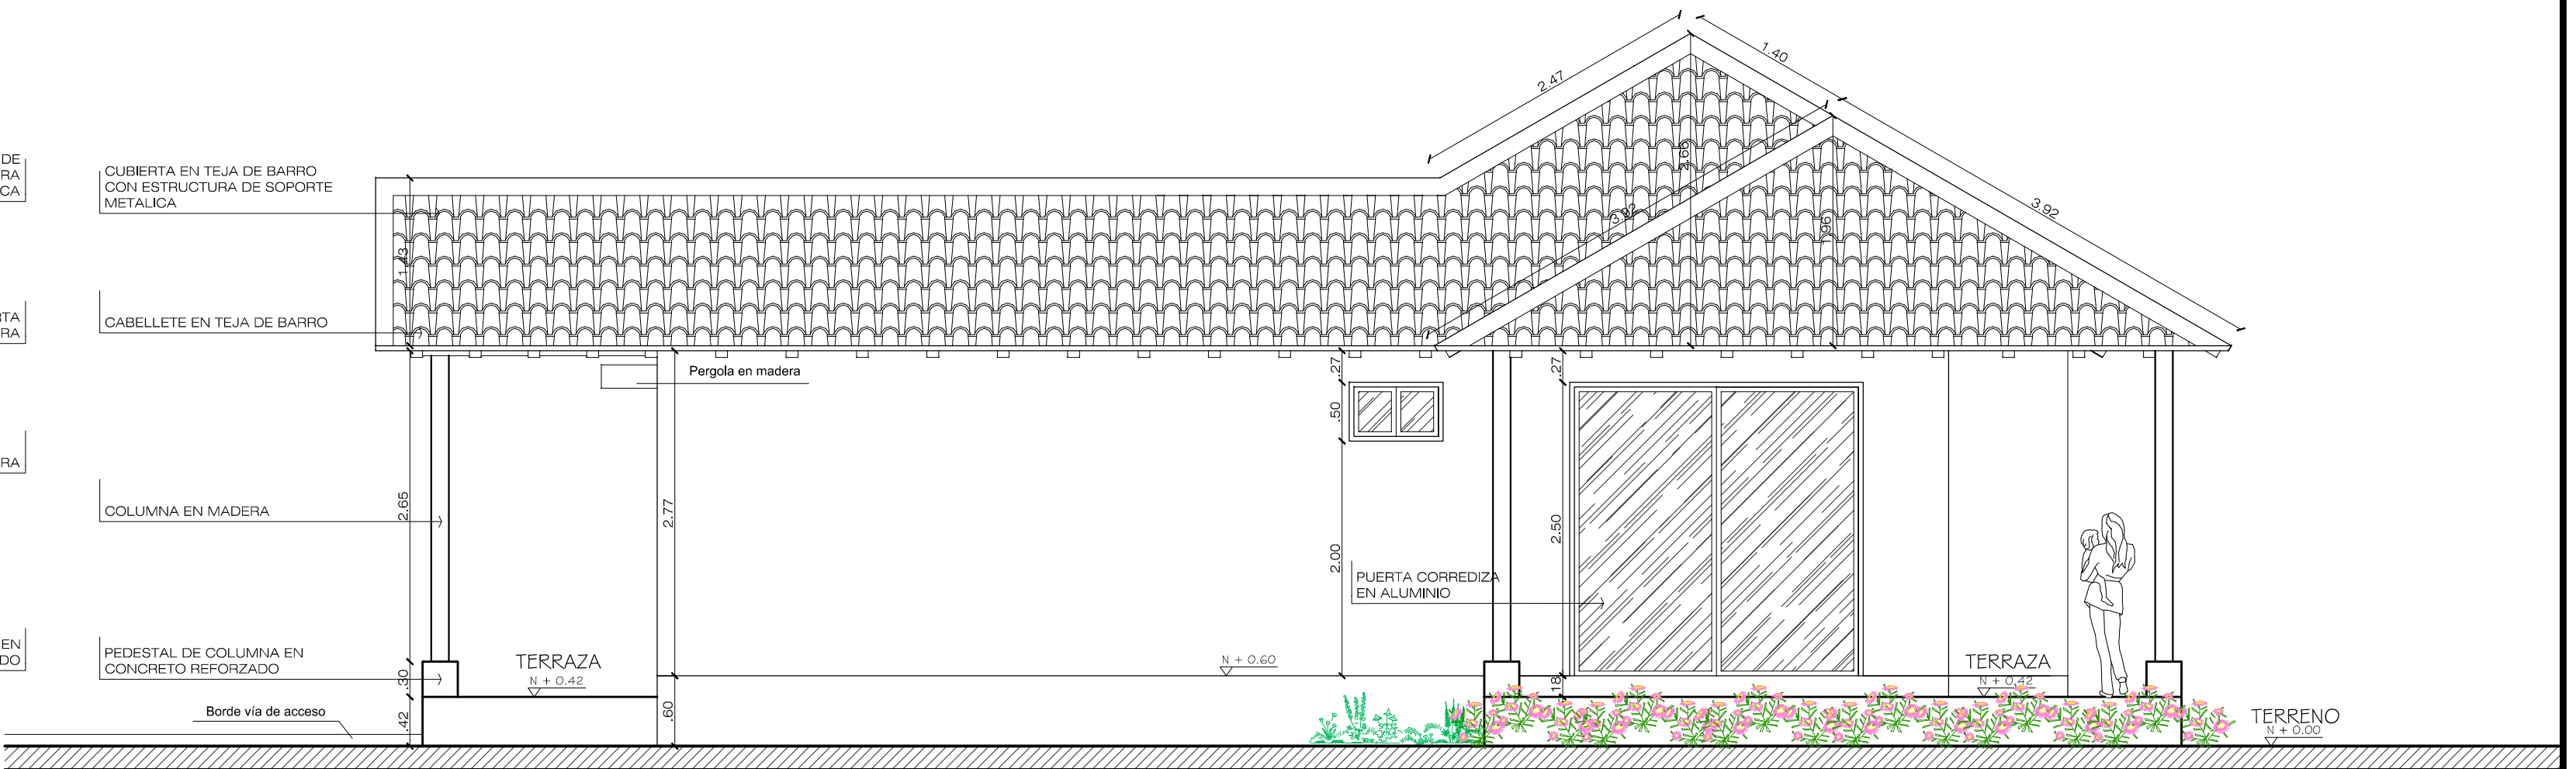 DE
RA
CA
RTA
RA
RA
EN
DO
CUBIERTA EN TEJA DE BARRO
CON ESTRUCTURA DE SOPORTE
METALICA
CABELLETE EN TEJA DE BARRO
COLUMNA EN MADERA
PEDESTAL DE COLUMNA EN
CONCRETO REFORZADO
Borde vía de acceso
1.43
2.65
.30
.42
TERRAZA
N + 0.42
Pergola en madera
2.77
.60
N + 0.60
.27
.50
2.00
2.47
1.40
3.92
3.92
2.66
1.96
.27
2.50
.18
PUERTA CORREDIZA
EN ALUMINIO
TERRAZA
N + 0.42
TERRENO
N + 0.00